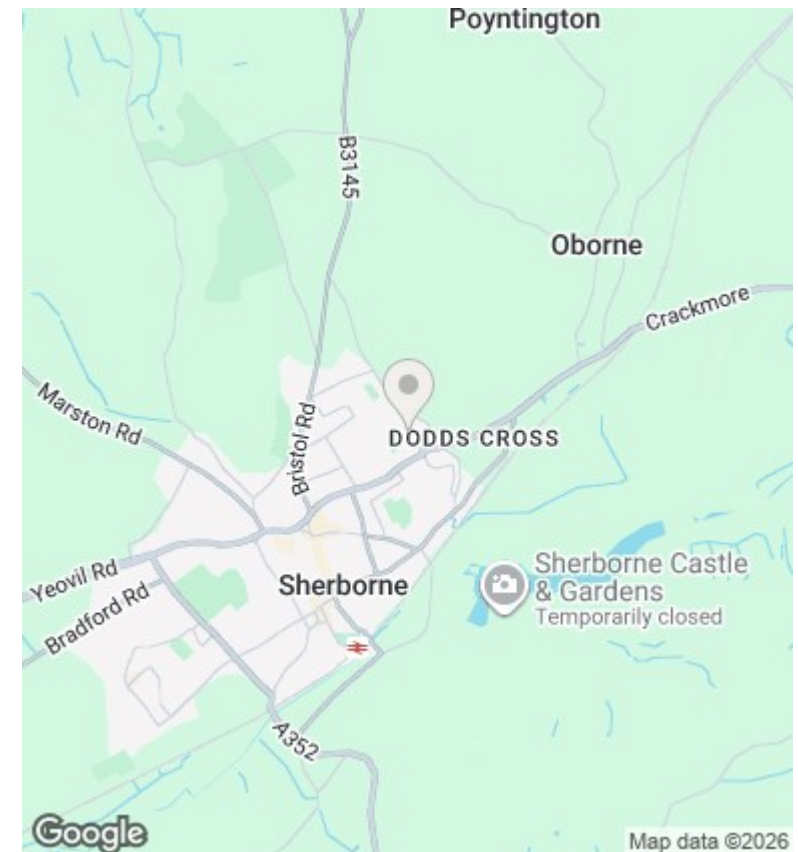 Poyntington
B3145
Oborne
Crackmore
Marston Rd
Bristol Rd
DODDS CROSS
Sherborne Castle
& Gardens
Temporarily closed
Yeovil Rd
Sherborne
Bradford Rd
A352
Google
Map data ©2026